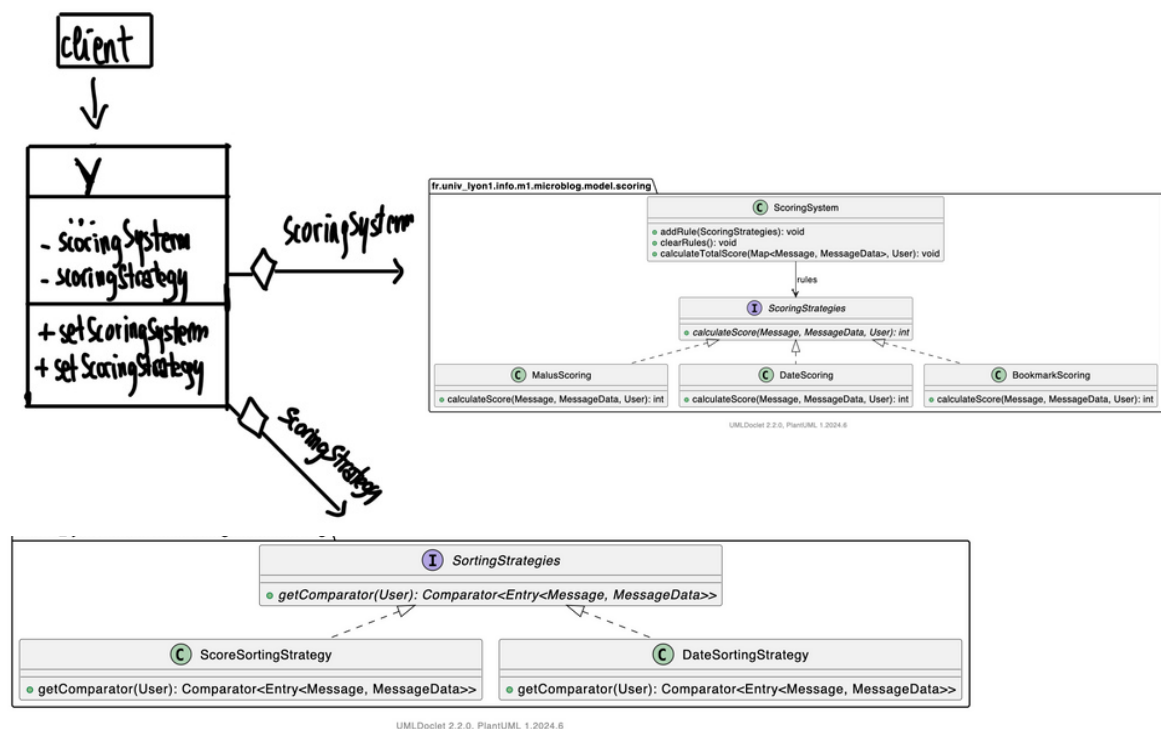 client
Y
- scoringSysterm
- scoringStrategy
+ setScoringSysterm
+ setScoringStrategy
ScoringSysterm
ScoringStrategy
fr.univ_lyon1.info.m1.microblog.model.scoring
C ScoringSystem
addRule(ScoringStrategies): void
clearRules(): void
calculateTotalScore(Map<Message, MessageData>, User): void
rules
I ScoringStrategies
calculateScore(Message, MessageData, User): int
C MalusScoring
calculateScore(Message, MessageData, User): int
C DateScoring
calculateScore(Message, MessageData, User): int
C BookmarkScoring
calculateScore(Message, MessageData, User): int
UMLDoclet 2.2.0, PlantUML 1.2024.6
I SortingStrategies
getComparator(User): Comparator<Entry<Message, MessageData>>
C ScoreSortingStrategy
getComparator(User): Comparator<Entry<Message, MessageData>>
C DateSortingStrategy
getComparator(User): Comparator<Entry<Message, MessageData>>
UMLDoclet 2.2.0, PlantUML 1.2024.6